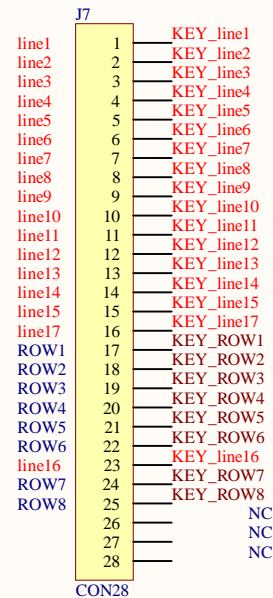 J7
line1 1 KEY_line1
line2 2 KEY_line2
line3 3 KEY_line3
line4 4 KEY_line4
line5 5 KEY_line5
line6 6 KEY_line6
line7 7 KEY_line7
line8 8 KEY_line8
line9 9 KEY_line9
line10 10 KEY_line10
line11 11 KEY_line11
line12 12 KEY_line12
line13 13 KEY_line13
line14 14 KEY_line14
line15 15 KEY_line15
line17 16 KEY_line17
ROW1 17 KEY_ROW1
ROW2 18 KEY_ROW2
ROW3 19 KEY_ROW3
ROW4 20 KEY_ROW4
ROW5 21 KEY_ROW5
ROW6 22 KEY_ROW6
line16 23 KEY_line16
ROW7 24 KEY_ROW7
ROW8 25 KEY_ROW8
26 NC
27 NC
28 NC
CON28